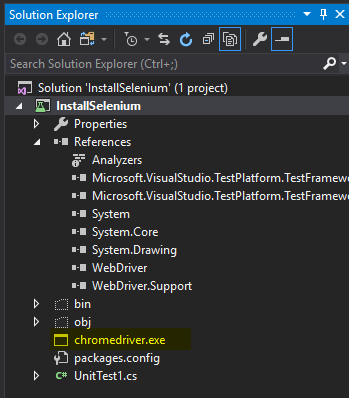 Solution Explorer
Search Solution Explorer (Ctrl+;)
Solution 'InstallSelenium' (1 project)
InstallSelenium
Properties
References
Analyzers
Microsoft.VisualStudio.TestPlatform.TestFramew
Microsoft.VisualStudio.TestPlatform.TestFramew
System
System.Core
System.Drawing
WebDriver
WebDriver.Support
bin
obj
chromedriver.exe
packages.config
C# UnitTest1.cs